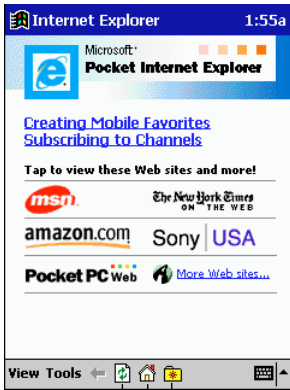 Internet Explorer 1:55a
Microsoft®
Pocket Internet Explorer
Creating Mobile Favorites
Subscribing to Channels
Tap to view these Web sites and more!
msn. The New York Times
ON THE WEB
amazon.com Sony USA
Pocket PC Web More Web sites...
View Tools